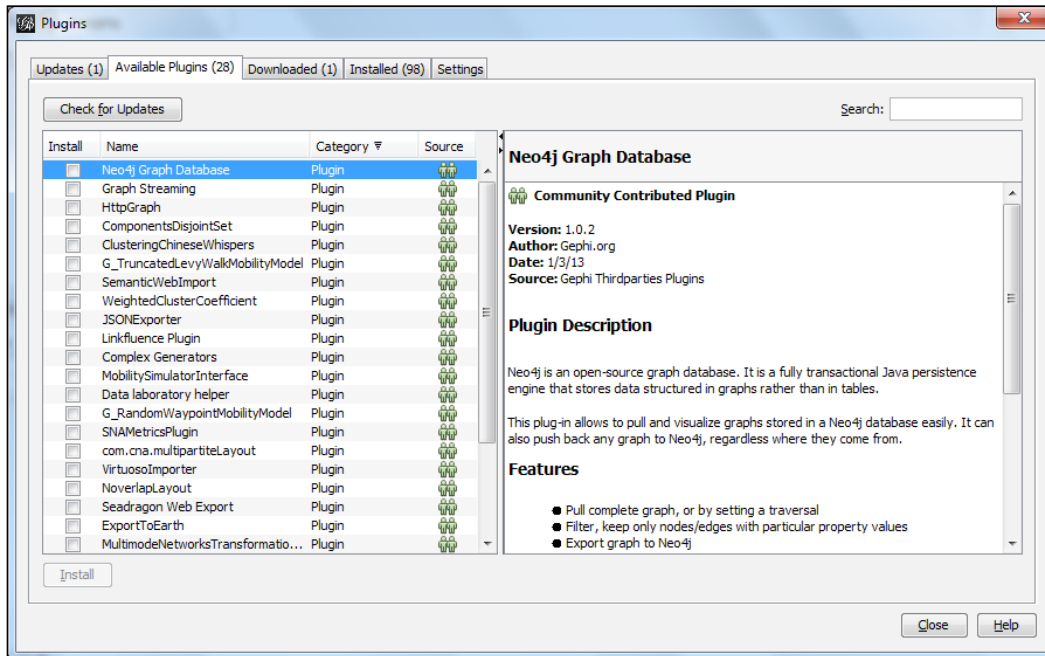 Plugins
Updates (1) Available Plugins (28) Downloaded (1) Installed (98) Settings
Check for Updates Search:
Install Name Category Source
Neo4j Graph Database Plugin
Graph Streaming Plugin
HttpGraph Plugin
ComponentsDisjointSet Plugin
ClusteringChineseWhispers Plugin
G_TruncatedLevyWalkMobilityModel Plugin
SemanticWebImport Plugin
WeightedClusterCoefficient Plugin
JSONExporter Plugin
Linkfluence Plugin Plugin
Complex Generators Plugin
MobilitySimulatorInterface Plugin
Data laboratory helper Plugin
G_RandomWaypointMobilityModel Plugin
SNAMetricsPlugin Plugin
com.cna.multipartiteLayout Plugin
VirtuosoImporter Plugin
NoverlapLayout Plugin
Seadragon Web Export Plugin
ExportToEarth Plugin
MultimodeNetworksTransformatio... Plugin
Neo4j Graph Database
Community Contributed Plugin
Version: 1.0.2
Author: Gephi.org
Date: 1/3/13
Source: Gephi Thirdparties Plugins
Plugin Description
Neo4j is an open-source graph database. It is a fully transactional Java persistence
engine that stores data structured in graphs rather than in tables.
This plug-in allows to pull and visualize graphs stored in a Neo4j database easily. It can
also push back any graph to Neo4j, regardless where they come from.
Features
Pull complete graph, or by setting a traversal
Filter, keep only nodes/edges with particular property values
Export graph to Neo4j
Install
Close Help